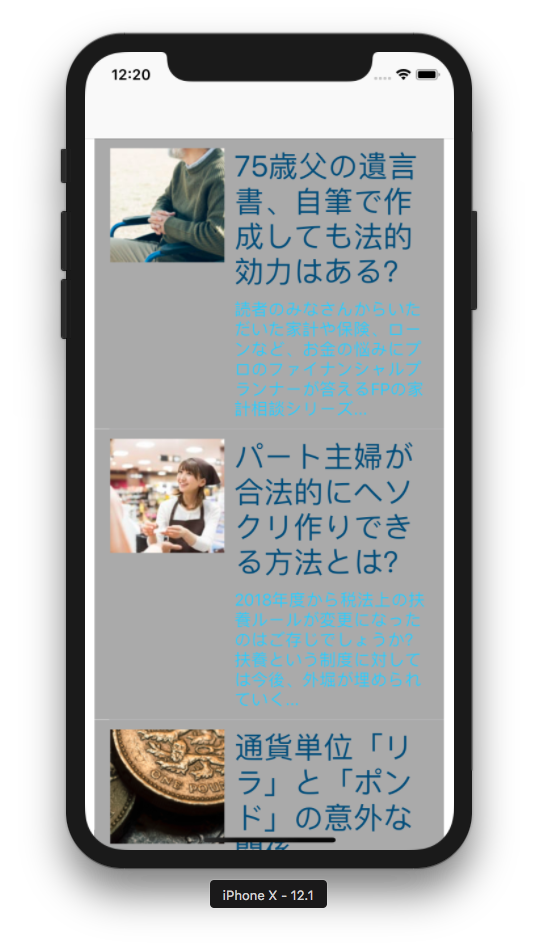 12:20
75歳父の遺言
書、自筆で作
成しても法的
効力はある?
読者のみなさんからいた
だいた家計や保険、ロー
ンなど、お金の悩みにプ
ロのファイナンシャルプ
ランナーが答えるFPの家
計相談シリーズ...
パート主婦が
合法的にヘソ
クリ作りでき
る方法とは?
2018年度から税法上の扶
養ルールが変更になった
のはご存じでしょうか?
扶養という制度に対して
は今後、外堀が埋められ
ていく...
ONE POUND
通貨単位「リ
ラ」と「ポン
ド」の意外な
関係
iPhone X - 12.1